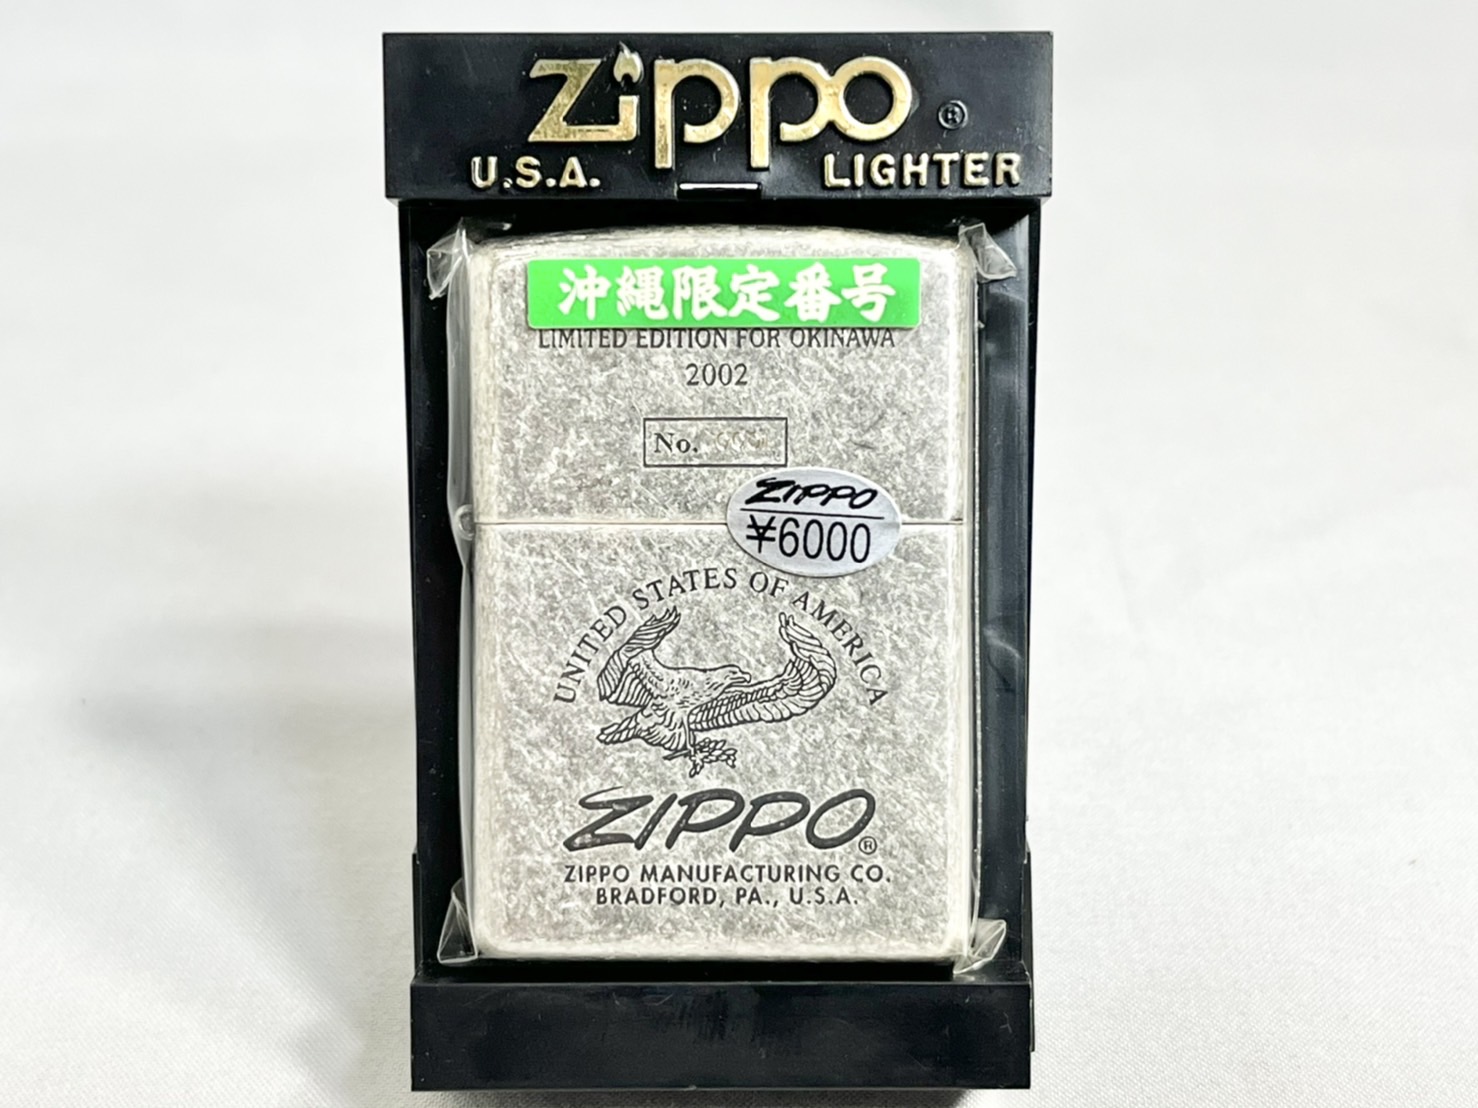 Zippo ®
U.S.A. LIGHTER
沖縄限定番号
LIMITED EDITION FOR OKINAWA
2002
No.
ZIPPO
¥6000
UNITED STATES OF AMERICA
ZIPPO®
ZIPPO MANUFACTURING CO.
BRADFORD, PA., U.S.A.